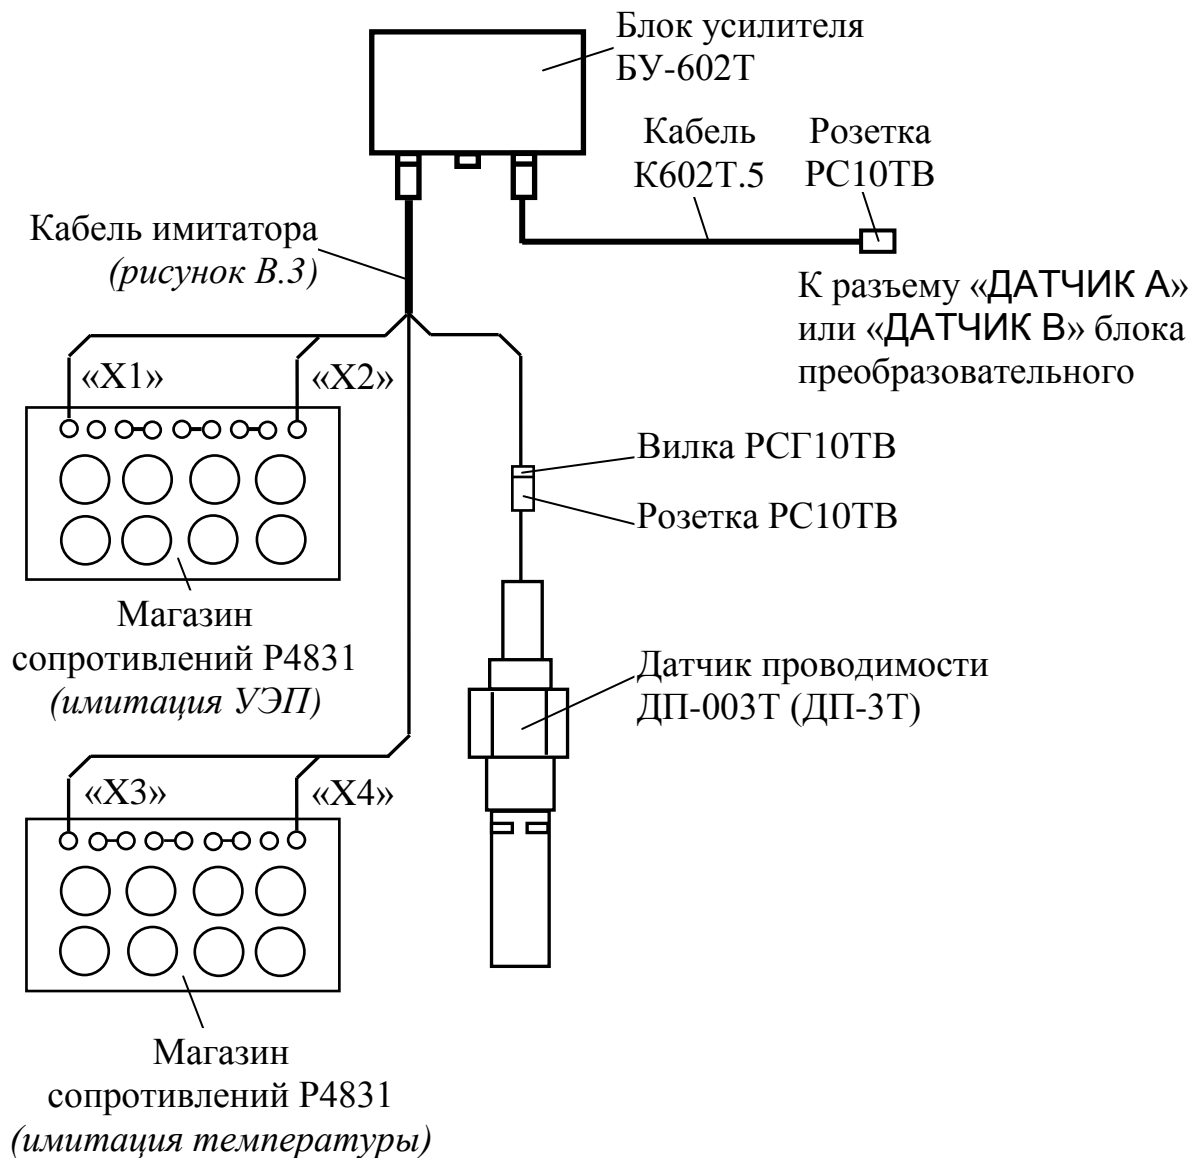 Блок усилителя
БУ-602Т
Кабель
К602Т.5
Розетка
РС10ТВ
Кабель имитатора
(рисунок В.3)
К разъему «ДАТЧИК А»
или «ДАТЧИК В» блока
преобразовательного
«Х1»
«Х2»
Вилка РСГ10ТВ
Розетка РС10ТВ
Магазин
сопротивлений Р4831
(имитация УЭП)
Датчик проводимости
ДП-003Т (ДП-3Т)
«Х3»
«Х4»
Магазин
сопротивлений Р4831
(имитация температуры)